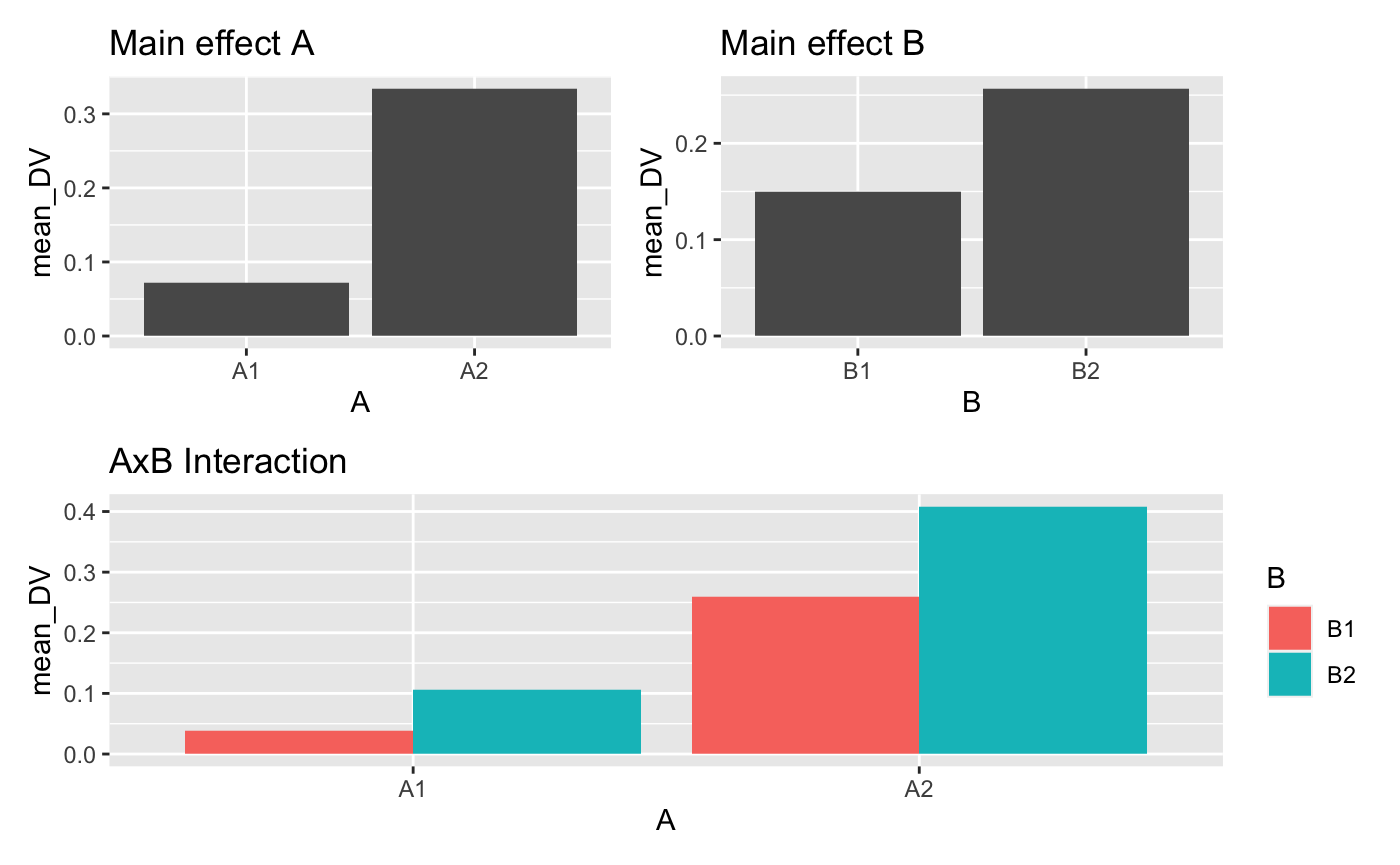 Main effect A
mean_DV
0.3
0.2
0.1
0.0
A1 A2
A
Main effect B
mean_DV
0.2
0.1
0.0
B1 B2
B
AxB Interaction
mean_DV
0.4
0.3
0.2
0.1
0.0
A1 A2
A
B
B1
B2